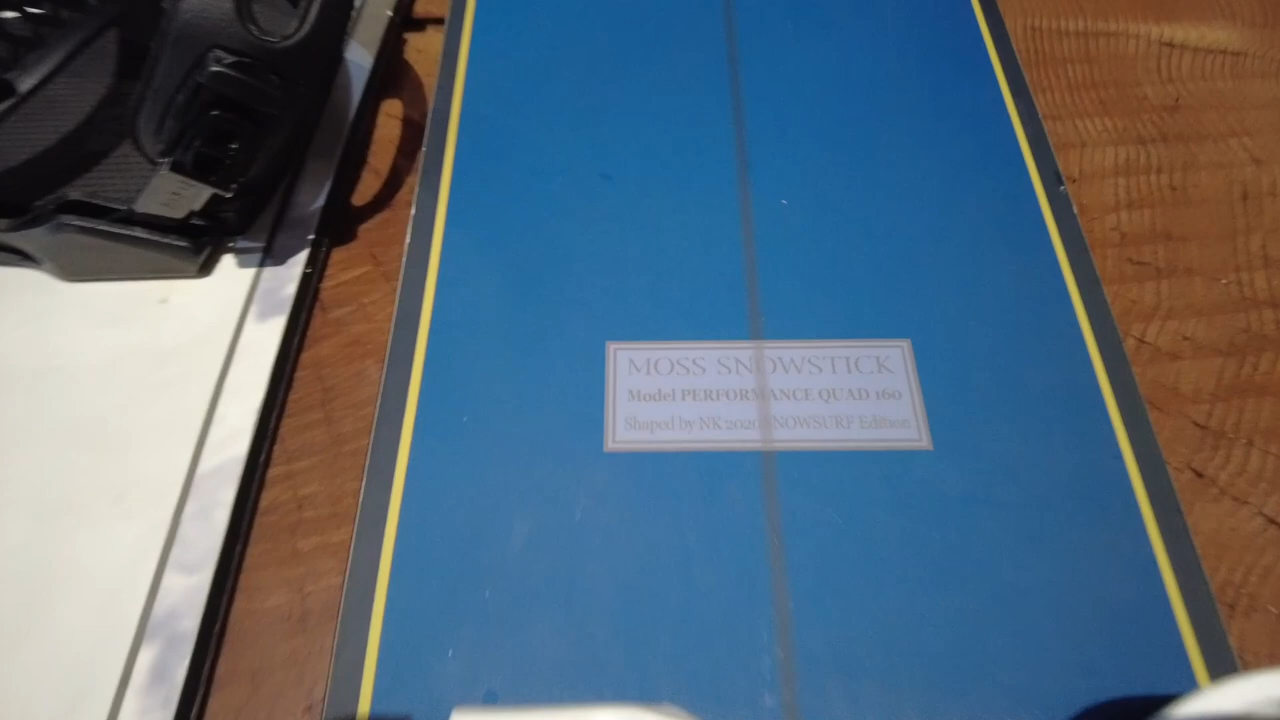 MOSS SNOWSTICK
Model PERFORMANCE QUAD 160
Shaped by NK 2020 SNOWSURF Edition